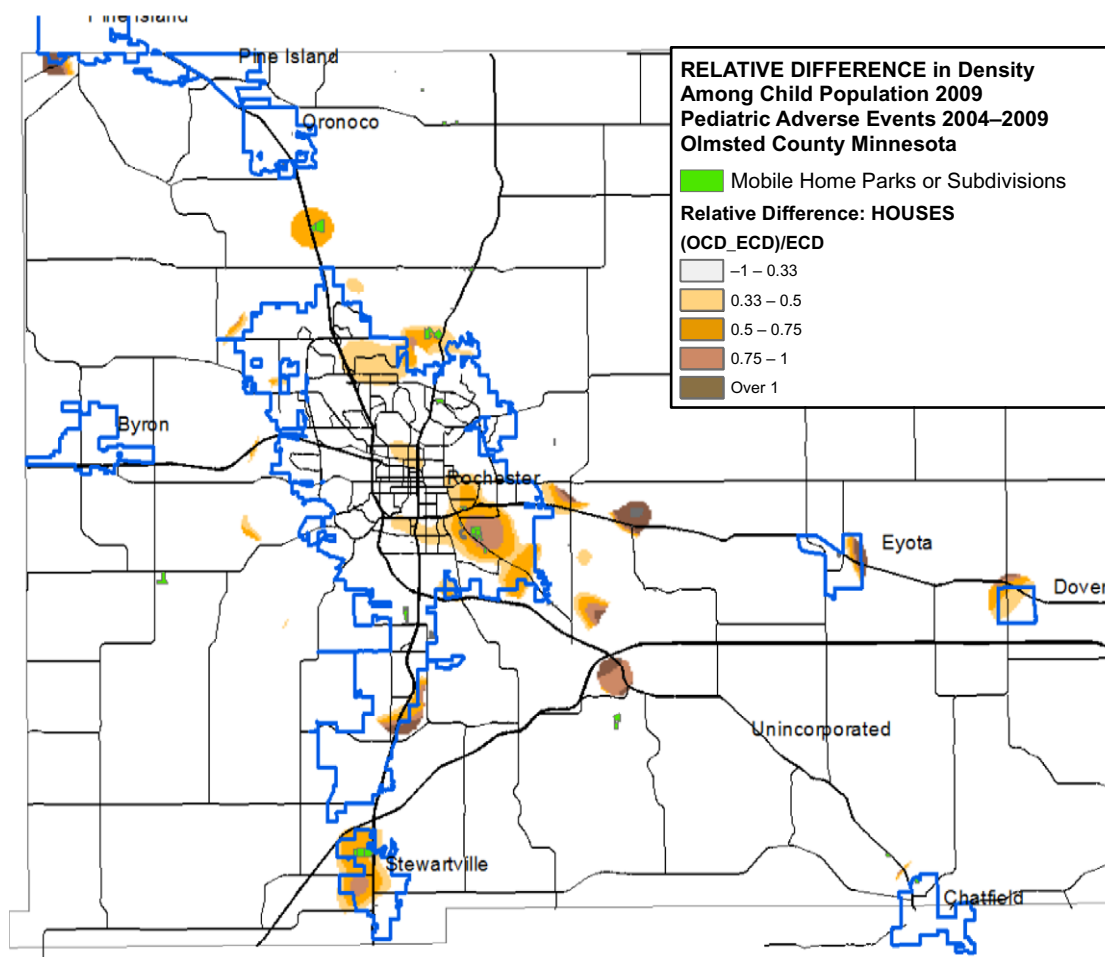 Pine Island
Pine Island
Oronoco
RELATIVE DIFFERENCE in Density
Among Child Population 2009
Pediatric Adverse Events 2004–2009
Olmsted County Minnesota
Mobile Home Parks or Subdivisions
Relative Difference: HOUSES
(OCD_ECD)/ECD
–1 – 0.33
0.33 – 0.5
0.5 – 0.75
0.75 – 1
Over 1
Byron
Rochester
Eyota
Dover
Unincorporated
Stewartville
Chatfield